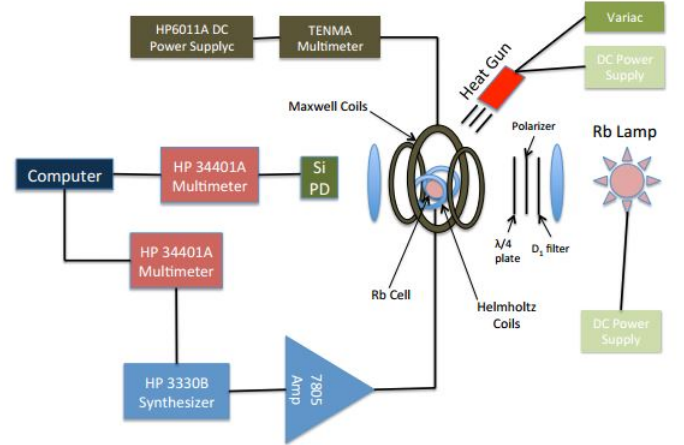 HP6011A DC
Power Supplyc
TENMA
Multimeter
Variac
DC Power
Supply
Heat Gun
Maxwell Coils
Polarizer
Rb Lamp
Computer
HP 34401A
Multimeter
Si
PD
HP 34401A
Multimeter
λ/4
plate
D₁ filter
Rb Cell
Helmholtz
Coils
DC Power
Supply
HP 3330B
Synthesizer
7805
Amp